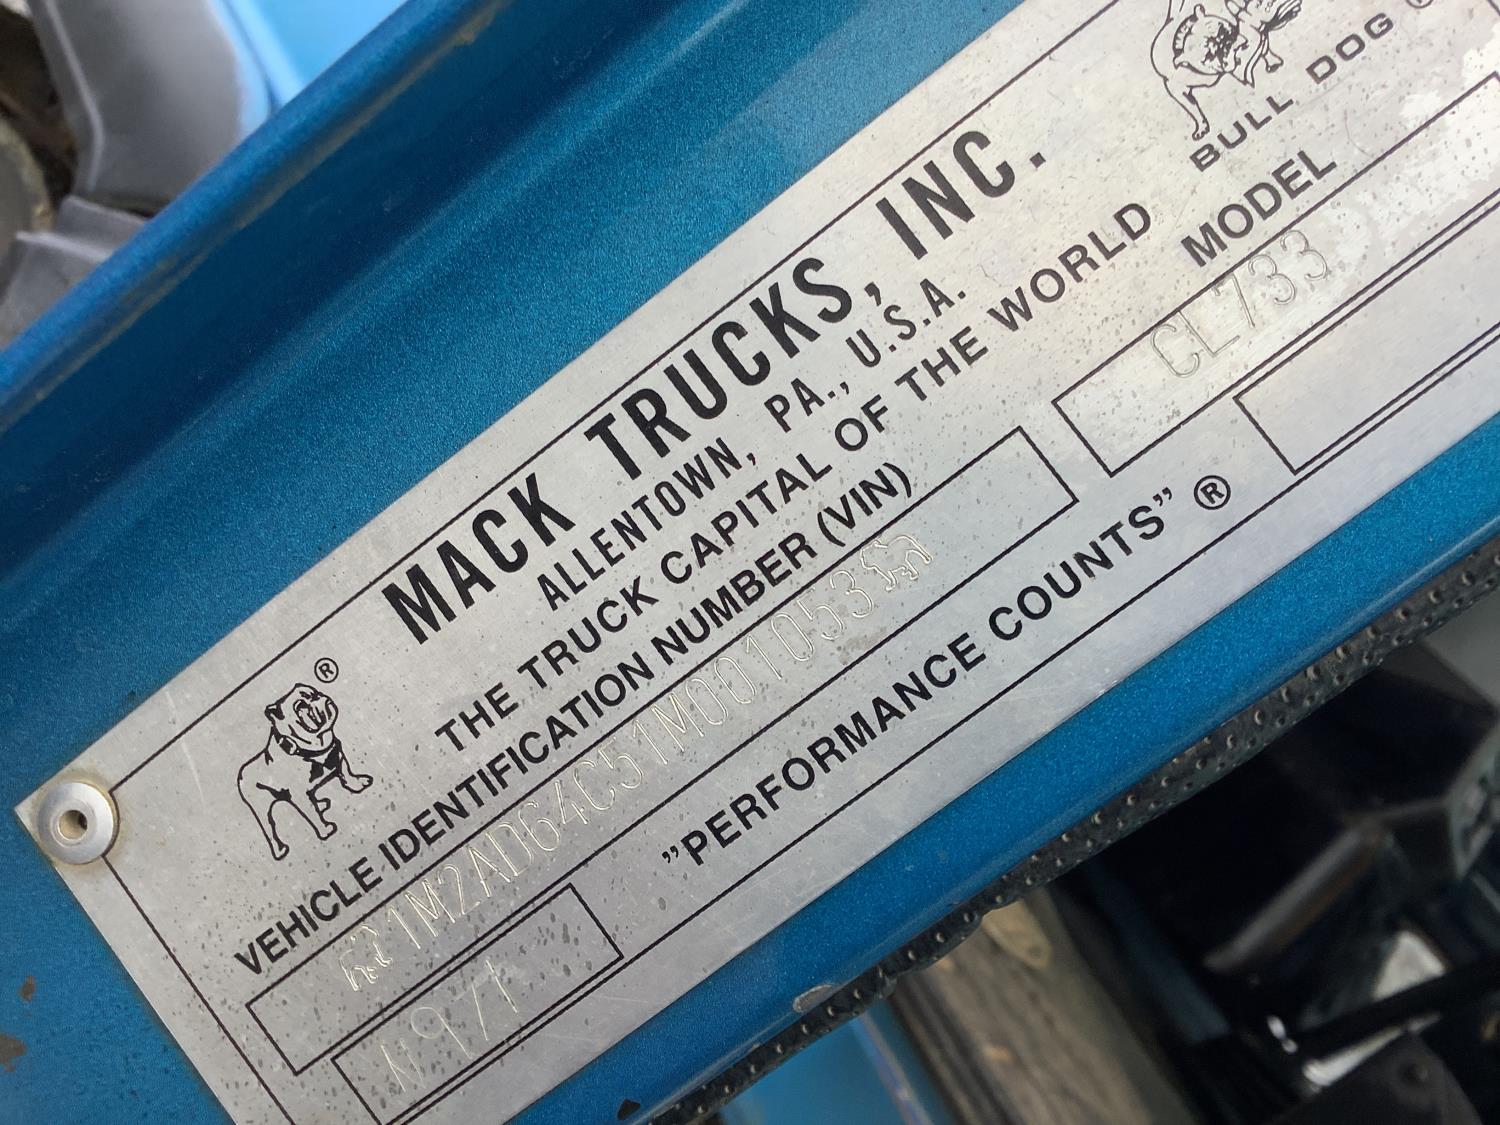 MACK TRUCKS, INC.
ALLENTOWN, PA., U.S.A.
THE TRUCK CAPITAL OF THE WORLD
BULL DOG®
®
VEHICLE IDENTIFICATION NUMBER (VIN)
MODEL
1M2AD64C51M001053
CL733
"PERFORMANCE COUNTS" ®